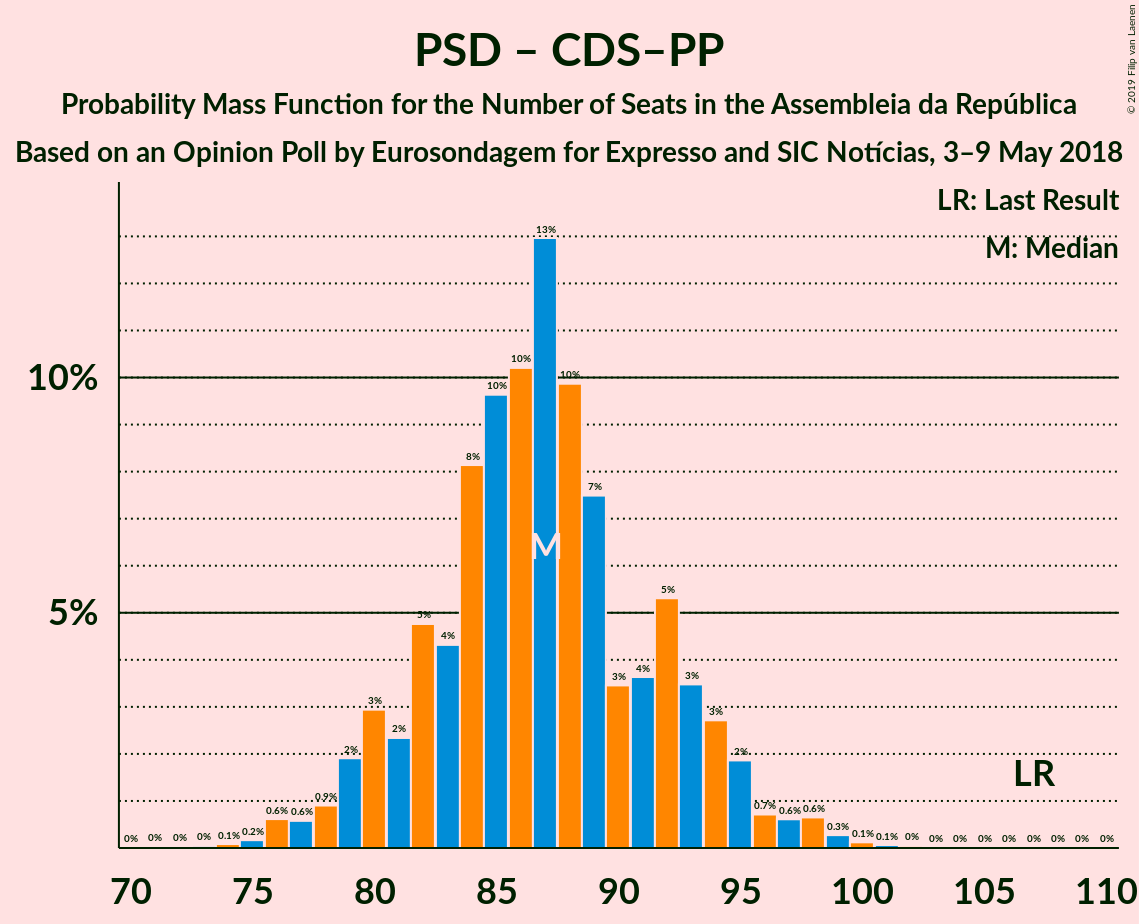 PSD – CDS–PP
Probability Mass Function for the Number of Seats in the Assembleia da República
Based on an Opinion Poll by Eurosondagem for Expresso and SIC Notícias, 3–9 May 2018
© 2019 Filip van Laenen
LR: Last Result
M: Median
10%
5%
0% 0% 0% 0% 0.1% 0.2% 0.6% 0.6% 0.9% 2% 3% 2% 5% 4% 8% 10% 10% 13% 10% 7% 3% 4% 5% 3% 3% 2% 0.7% 0.6% 0.6% 0.3% 0.1% 0.1% 0% 0% 0% 0% 0% 0% 0% 0% 0%
M
LR
70 75 80 85 90 95 100 105 110